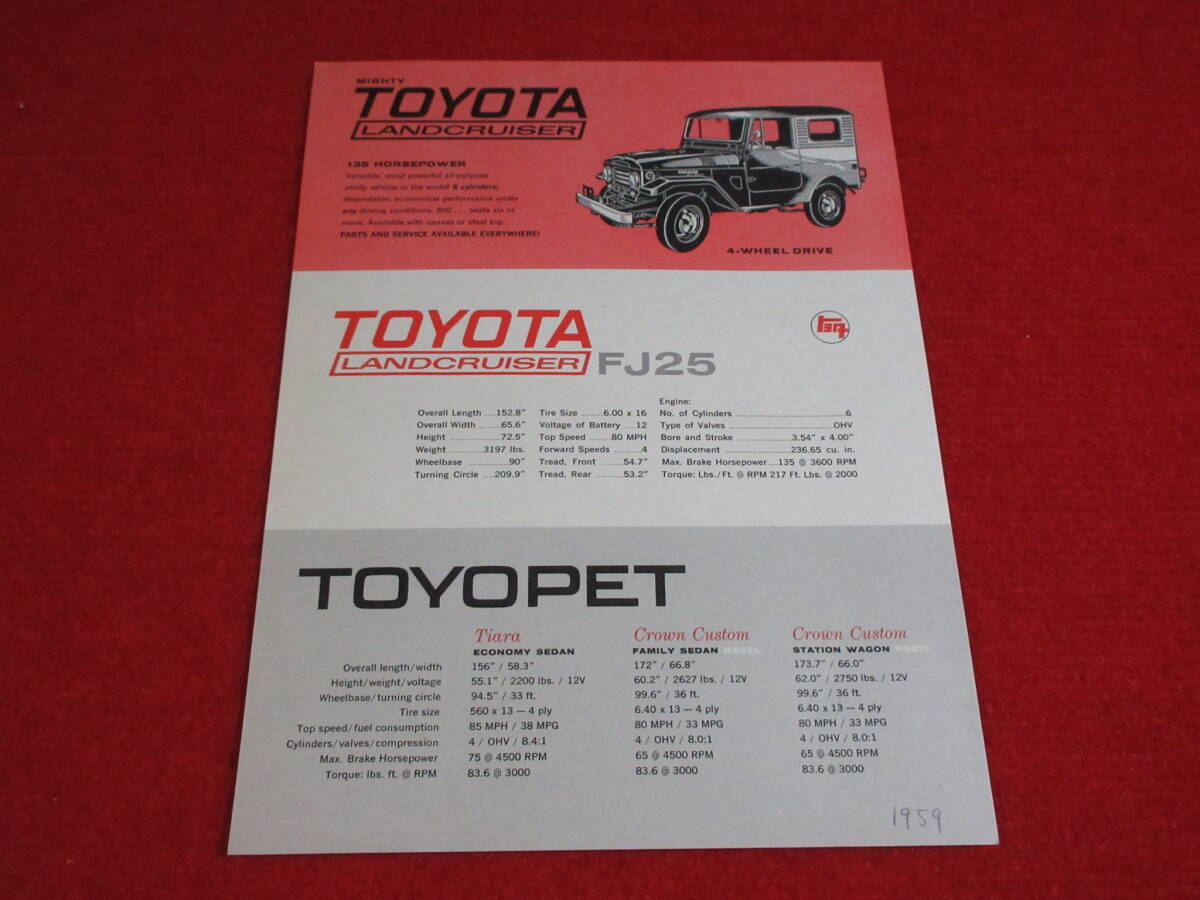 MIGHTY
TOYOTA
LANDCRUISER
135 HORSEPOWER
Versatile, most powerful all-purpose
utility vehicle in the world! 6 cylinders;
dependable, economical performance under
any driving conditions. BIG . . . seats six or
more. Available with canvas or steel top.
PARTS AND SERVICE AVAILABLE EVERYWHERE!
4-WHEEL DRIVE
TOYOTA
LANDCRUISER FJ25
トヨタ
Overall Length ....152.8"
Overall Width ........65.6"
Height ...................72.5"
Weight ............3197 lbs.
Wheelbase ..............90"
Turning Circle ....209.9"
Tire Size ........6.00 x 16
Voltage of Battery ...12
Top Speed ........80 MPH
Forward Speeds ........4
Tread, Front .......54.7"
Tread, Rear ..........53.2"
Engine:
No. of Cylinders ......................................6
Type of Valves ....................................OHV
Bore and Stroke ...................3.54" x 4.00"
Displacement .......................236.65 cu. in.
Max. Brake Horsepower....135 @ 3600 RPM
Torque: Lbs./Ft. @ RPM 217 Ft. Lbs. @ 2000
TOYOPET
Tiara Crown Custom Crown Custom
ECONOMY SEDAN FAMILY SEDAN RS22L STATION WAGON RS27L
Overall length/width 156" / 58.3" 172" / 66.8" 173.7" / 66.0"
Height/weight/voltage 55.1" / 2200 lbs. / 12V 60.2" / 2627 lbs. / 12V 62.0" / 2750 lbs. / 12V
Wheelbase/turning circle 94.5" / 33 ft. 99.6" / 36 ft. 99.6" / 36 ft.
Tire size 560 x 13 — 4 ply 6.40 x 13 — 4 ply 6.40 x 13 — 4 ply
Top speed/fuel consumption 85 MPH / 38 MPG 80 MPH / 33 MPG 80 MPH / 33 MPG
Cylinders/valves/compression 4 / OHV / 8.4:1 4 / OHV / 8.0:1 4 / OHV / 8.0:1
Max. Brake Horsepower 75 @ 4500 RPM 65 @ 4500 RPM 65 @ 4500 RPM
Torque: lbs. ft. @ RPM 83.6 @ 3000 83.6 @ 3000 83.6 @ 3000
1959